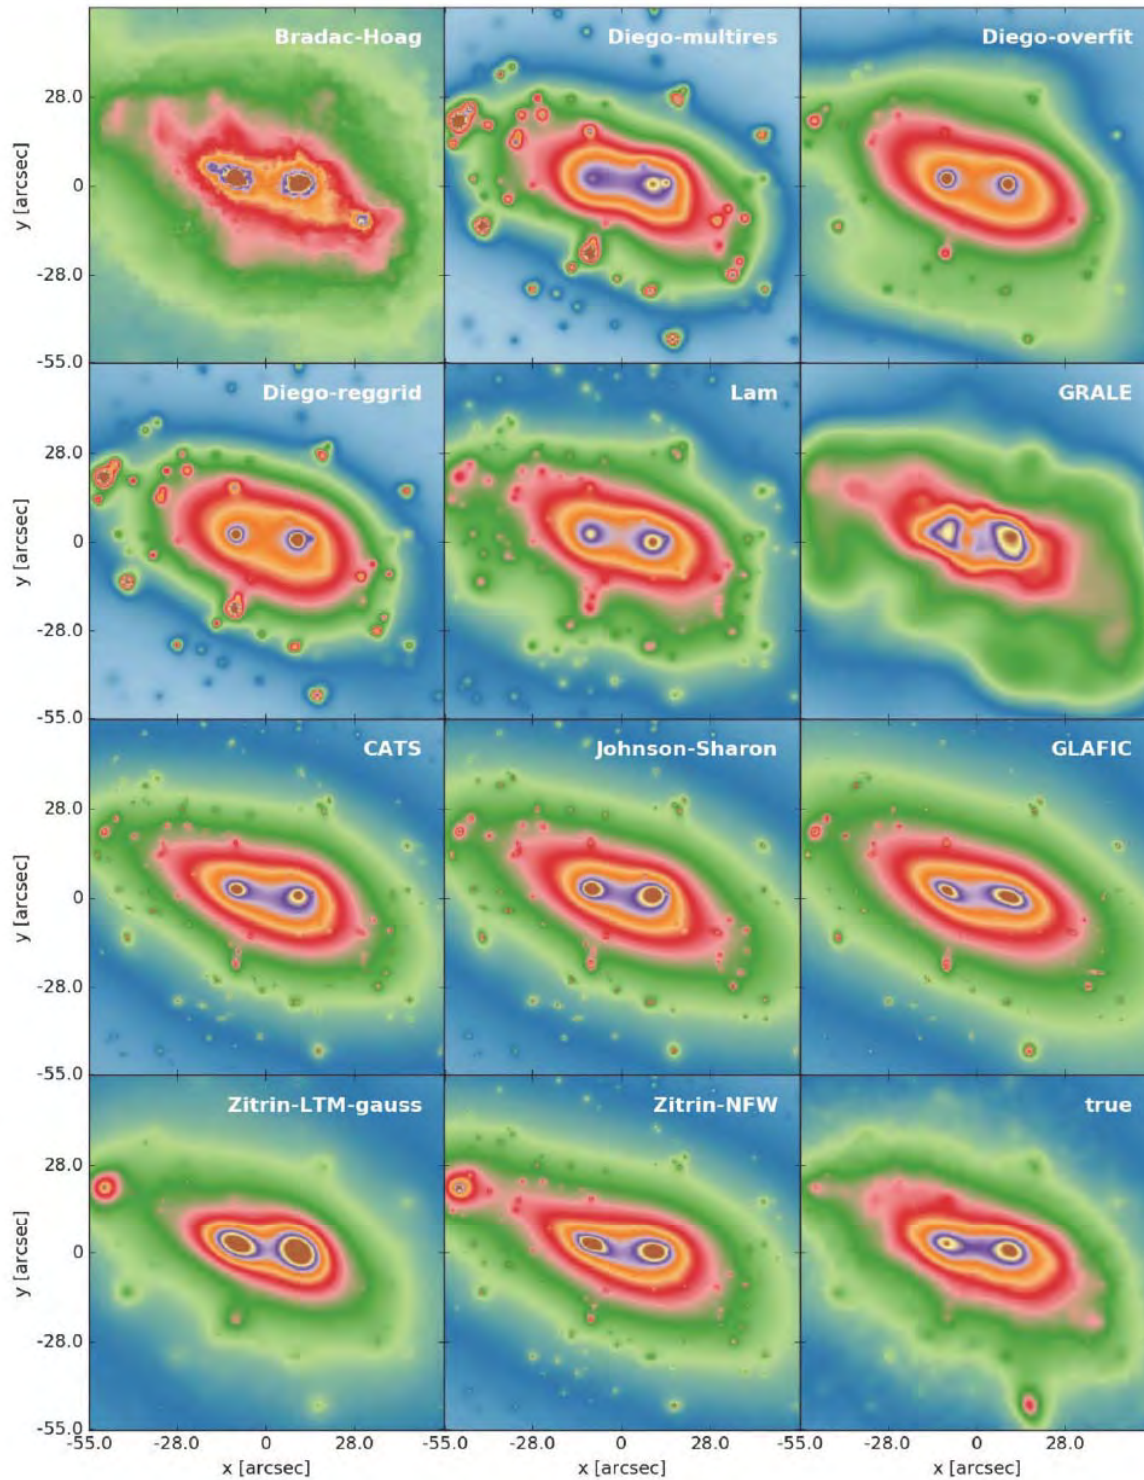 Bradac-Hoag Diego-multires Diego-overfit
28.0
y [arcsec]
0
-28.0
-55.0
Diego-reggrid Lam GRALE
28.0
y [arcsec]
0
-28.0
-55.0
CATS Johnson-Sharon GLAFIC
28.0
y [arcsec]
0
-28.0
-55.0
Zitrin-LTM-gauss Zitrin-NFW true
28.0
y [arcsec]
0
-28.0
-55.0
-55.0 -28.0 0 28.0 -55.0 -28.0 0 28.0 -55.0 -28.0 0 28.0
x [arcsec] x [arcsec] x [arcsec]